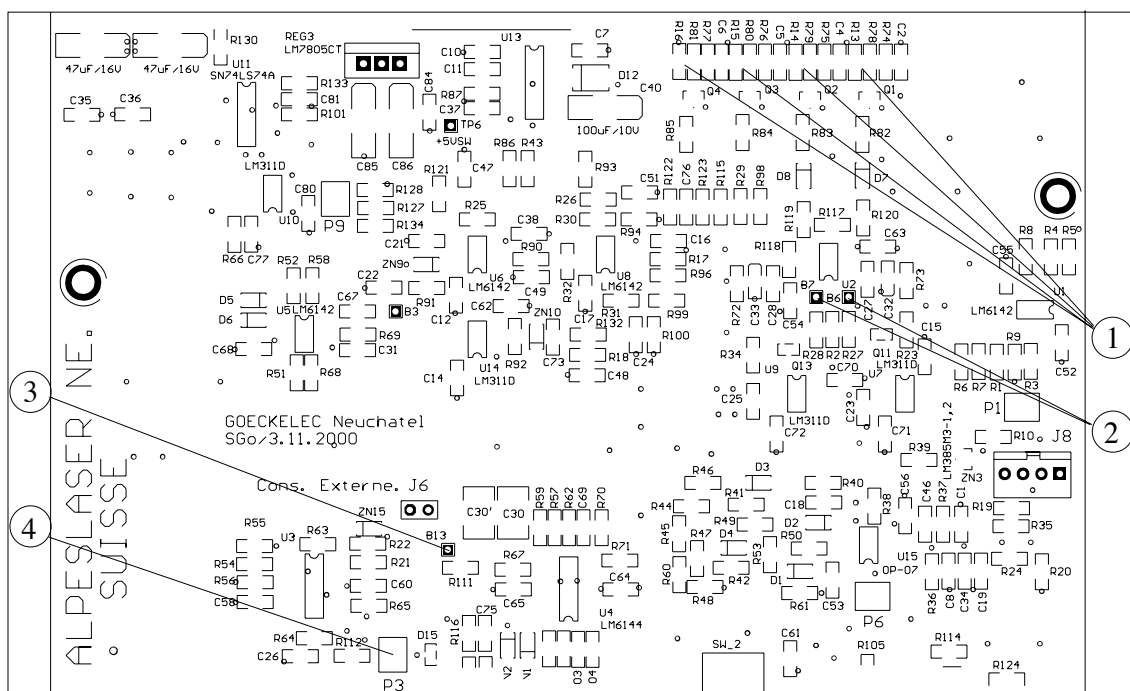 R16
R81
R77
C6
R15
R80
R76
C5
R14
R79
R75
C4
R13
R78
R74
C2
REG3
LM7805CT
U13
C7
R130
C10
47uF/16V
47uF/16V
U11
SN74LS74A
C11
D12
R133
C84
C40
C81
R87
Q4
Q3
Q2
Q1
C35
C36
R101
C37
TP6
100uF/10V
R85
R84
R83
R82
+5VSW
LM311D
C85
C86
C47
R86
R43
R93
R121
R122
C76
R123
R115
R29
R98
D8
D7
C80
R128
C51
R26
R127
R25
U10
P9
R134
R30
R94
R119
R117
R120
C38
C21
R90
C16
R118
C63
R8
R4
R5
R66
C77
R52
R58
ZN9
U6
U8
R17
C55
LM6142
C49
R32
LM6142
R96
R73
C22
R91
B7
U2
B6
U1
D5
C67
B3
C62
ZN10
R31
R99
R72
C33
C28
C27
C32
D6
U5
LM6142
C12
C17
R132
C54
C15
LM6142
R69
R100
R9
C68
C31
U14
R92
C73
R18
C24
R34
R28
R2
R27
Q11
R23
1
R51
R68
C14
LM311D
C48
U9
Q13
C70
U7
LM311D
R6
R7
R1
R3
C52
3
C25
C23
P1
GOECKELEC Neuchatel
SGo/3.11.2000
LM311D
C72
C71
2
R10
J8
R39
LM385M3-1,2
ZN3
ALPESLASER NE.
SUISSE
Cons. Externe.
J6
R46
D3
R40
R59
R57
R62
C69
R70
R44
R41
C18
R38
C56
C46
R37
C1
R19
4
ZN15
C30'
C30
R49
D2
R35
R55
U3
R63
R22
B13
R45
R47
D4
R53
R50
R54
R21
R111
R67
R71
R42
D1
U15
OP-07
R24
R20
R56
C60
C64
R60
R48
R61
C53
R36
C8
C34
C19
C58
R65
C65
U4
LM6144
P6
R64
R116
C75
R112
D15
C61
SW_2
R105
R114
C26
P3
V2
V1
O3
O4
R124